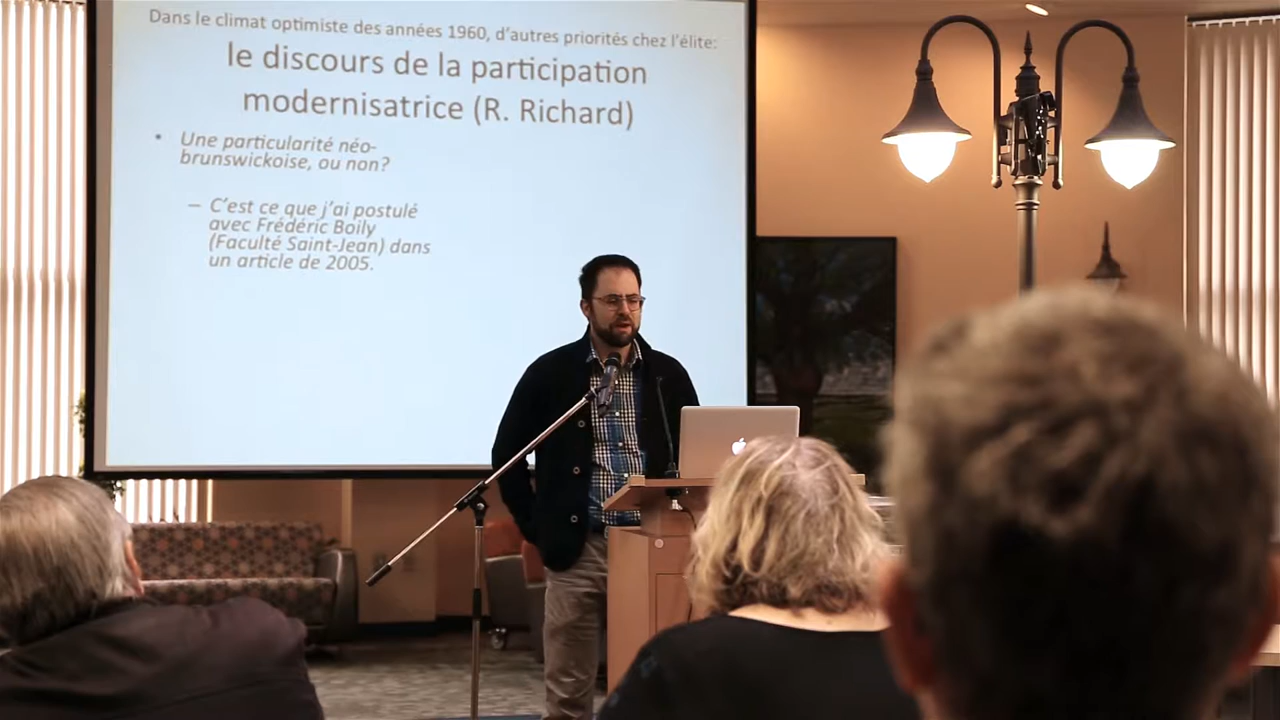 Dans le climat optimiste des années 1960, d'autres priorités chez l'élite:
le discours de la participation
modernisatrice (R. Richard)
• Une particularité néo-
brunswickoise, ou non?
– C'est ce que j'ai postulé
avec Frédéric Boily
(Faculté Saint-Jean) dans
un article de 2005.